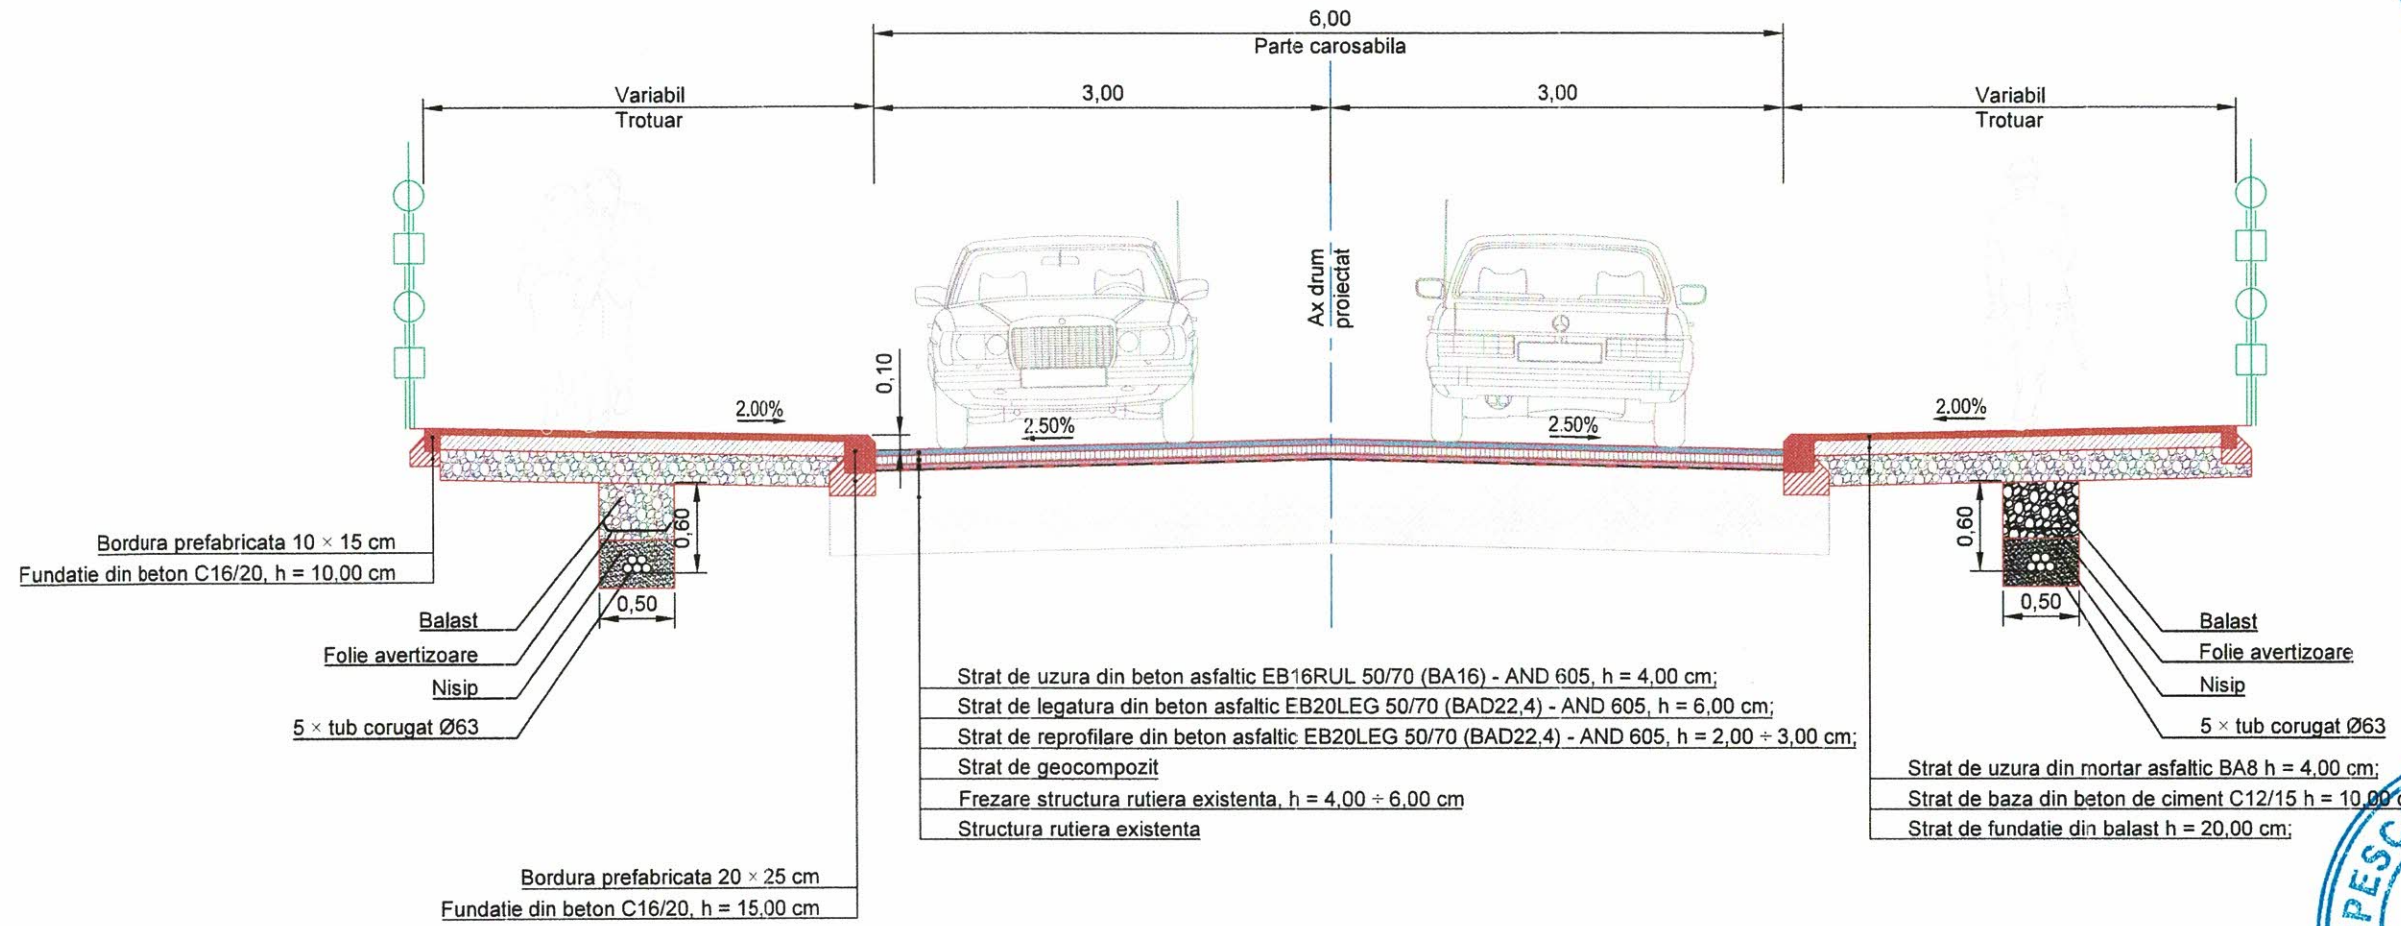 6,00
Parte carosabila
Variabil
Trotuar
3,00
3,00
Variabil
Trotuar
Ax drum
proiectat
0,10
2.00%
2.50%
2.50%
2.00%
0,60
0,60
0,50
0,50
Bordura prefabricata 10 × 15 cm
Fundatie din beton C16/20, h = 10,00 cm
Balast
Folie avertizoare
Nisip
5 × tub corugat Ø63
Balast
Folie avertizoare
Nisip
5 × tub corugat Ø63
Strat de uzura din beton asfaltic EB16RUL 50/70 (BA16) - AND 605, h = 4,00 cm;
Strat de legatura din beton asfaltic EB20LEG 50/70 (BAD22,4) - AND 605, h = 6,00 cm;
Strat de reprofilare din beton asfaltic EB20LEG 50/70 (BAD22,4) - AND 605, h = 2,00 ÷ 3,00 cm;
Strat de geocompozit
Frezare structura rutiera existenta, h = 4,00 ÷ 6,00 cm
Structura rutiera existenta
Strat de uzura din mortar asfaltic BA8 h = 4,00 cm;
Strat de baza din beton de ciment C12/15 h = 10,00 c
Strat de fundatie din balast h = 20,00 cm;
Bordura prefabricata 20 × 25 cm
Fundatie din beton C16/20, h = 15,00 cm
PESC